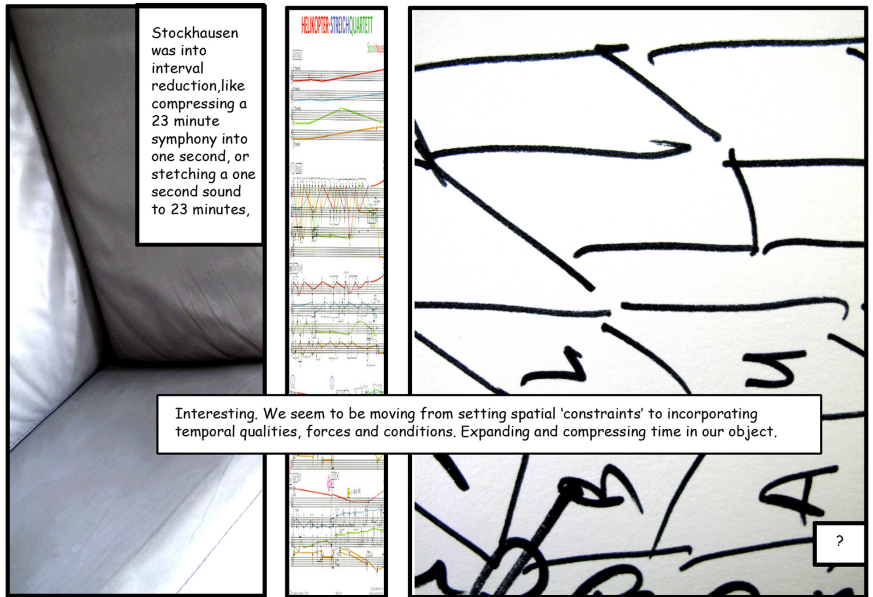 Stockhausen
was into
interval
reduction,like
compressing a
23 minute
symphony into
one second, or
stetching a one
second sound
to 23 minutes,
HELIKOPTER-STREICHQUARTETT
Interesting. We seem to be moving from setting spatial ‘constraints’ to incorporating
temporal qualities, forces and conditions. Expanding and compressing time in our object.
?